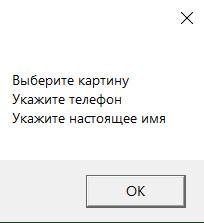 Выберите картину
Укажите телефон
Укажите настоящее имя
OK